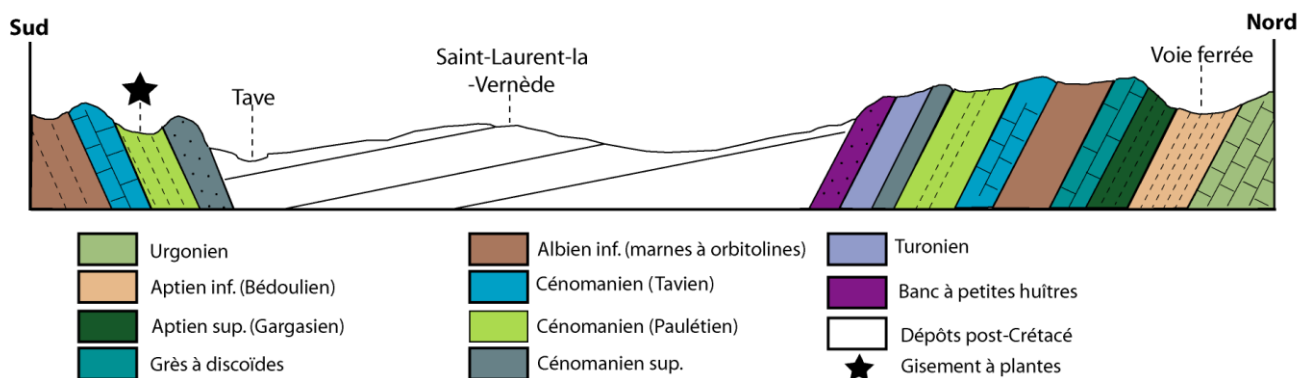 Sud
Nord
Saint-Laurent-la
-Vernède
Voie ferrée
Tave
Urgonien
Aptien inf. (Bédoulien)
Aptien sup. (Gargasien)
Grès à discoïdes
Albien inf. (marnes à orbitolines)
Cénomanien (Tavien)
Cénomanien (Paulétien)
Cénomanien sup.
Turonien
Banc à petites huîtres
Dépôts post-Crétacé
Gisement à plantes